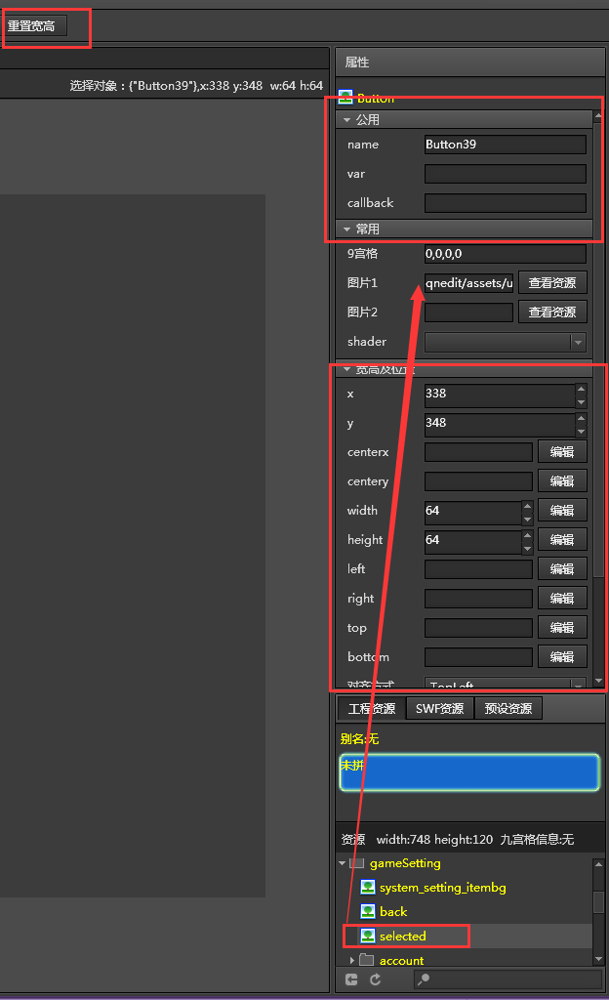 重置宽高
选择对象：{"Button39"},x:338 y:348 w:64 h:64
属性
Button
公用
name Button39
var
callback
常用
9宫格 0,0,0,0
图片1 qnedit/assets/u 查看资源
图片2 查看资源
shader
宽高及位置
x 338
y 348
centerx 编辑
centery 编辑
width 64 编辑
height 64 编辑
left 编辑
right 编辑
top 编辑
bottom 编辑
对齐方式 TopLeft
工程资源 SWF资源 预设资源
别名:无
未拼
资源 width:748 height:120 九宫格信息:无
gameSetting
system_setting_itembg
back
selected
account